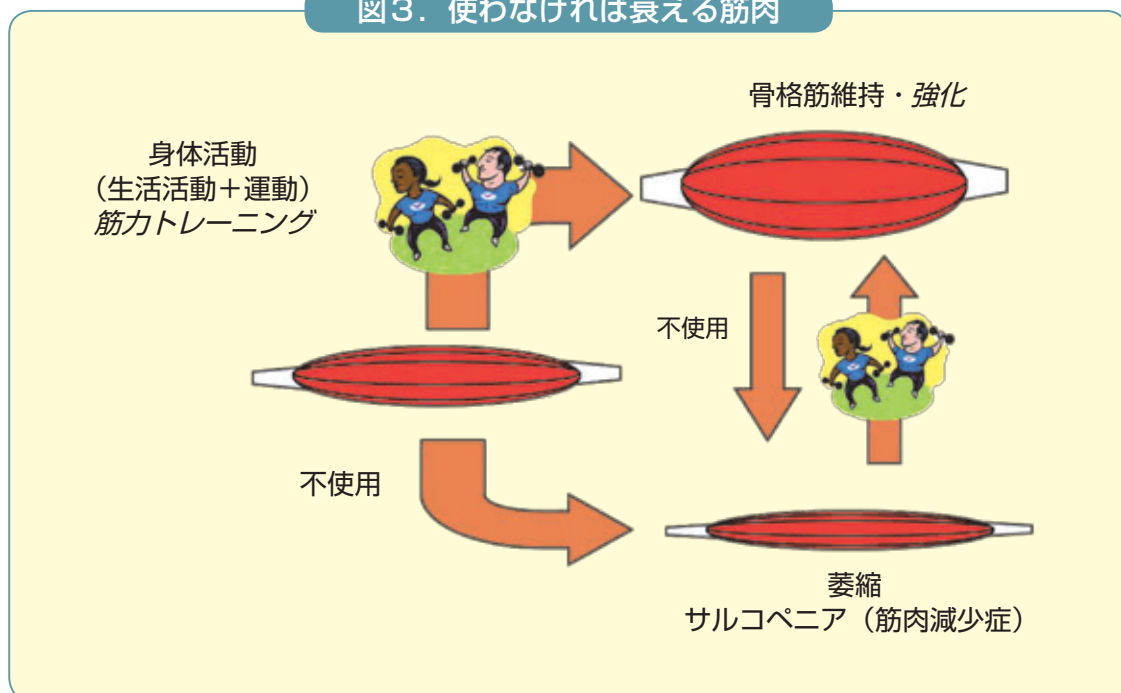 図3．使わなければ衰える筋肉
骨格筋維持・強化
身体活動
（生活活動＋運動）
筋力トレーニング
不使用
不使用
萎縮
サルコペニア（筋肉減少症）